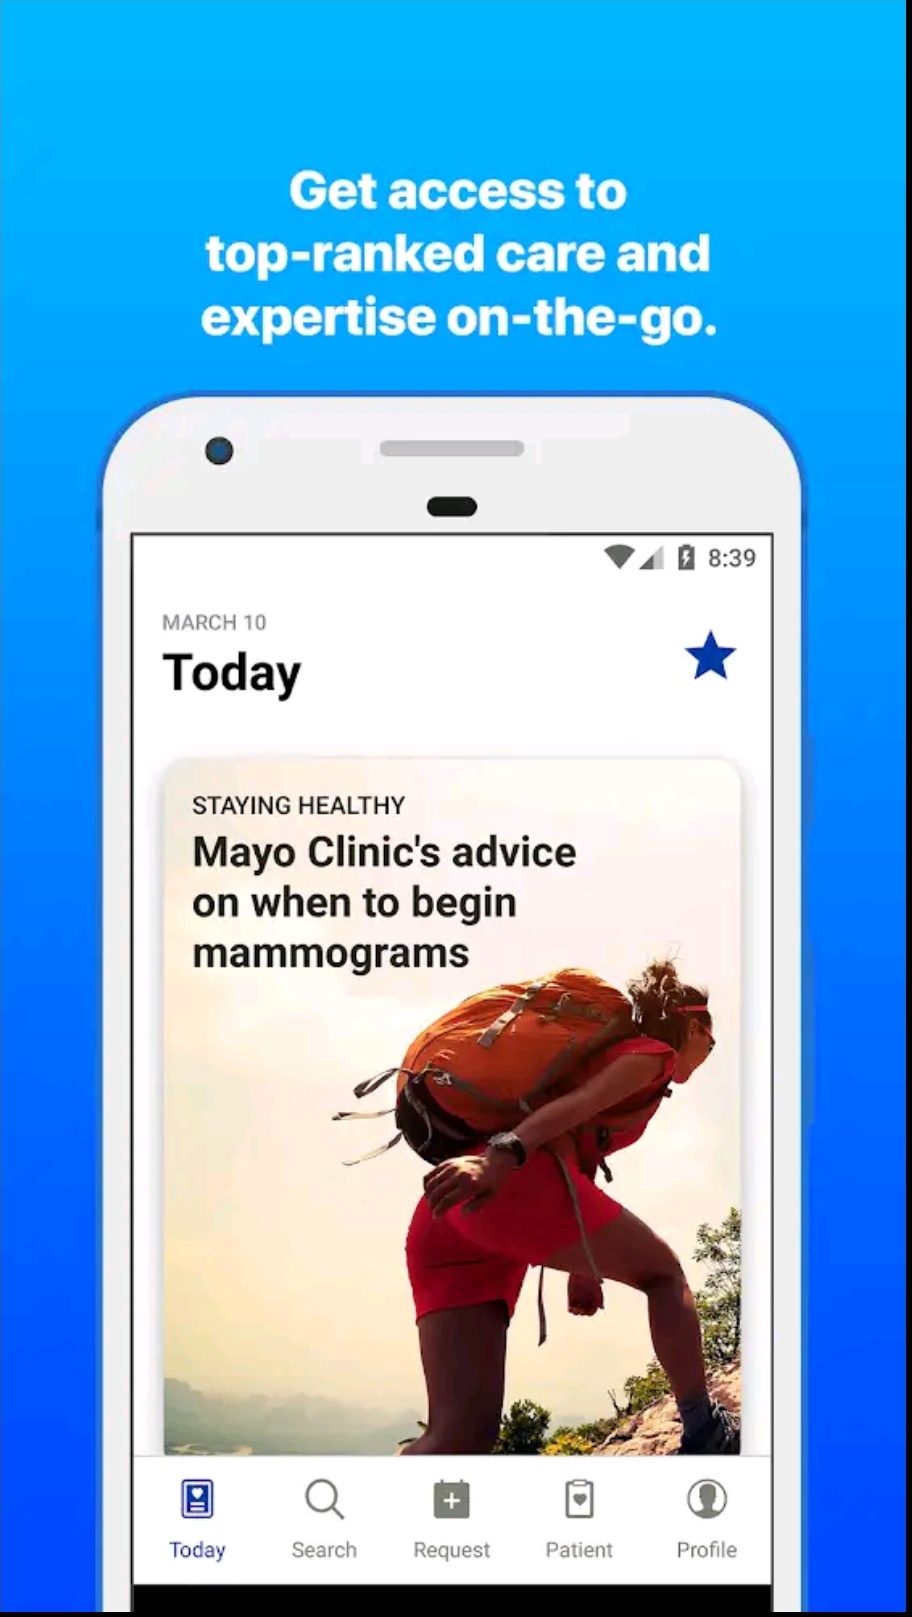 Get access to
top-ranked care and
expertise on-the-go.
8:39
MARCH 10
Today
STAYING HEALTHY
Mayo Clinic's advice
on when to begin
mammograms
Today Search Request Patient Profile